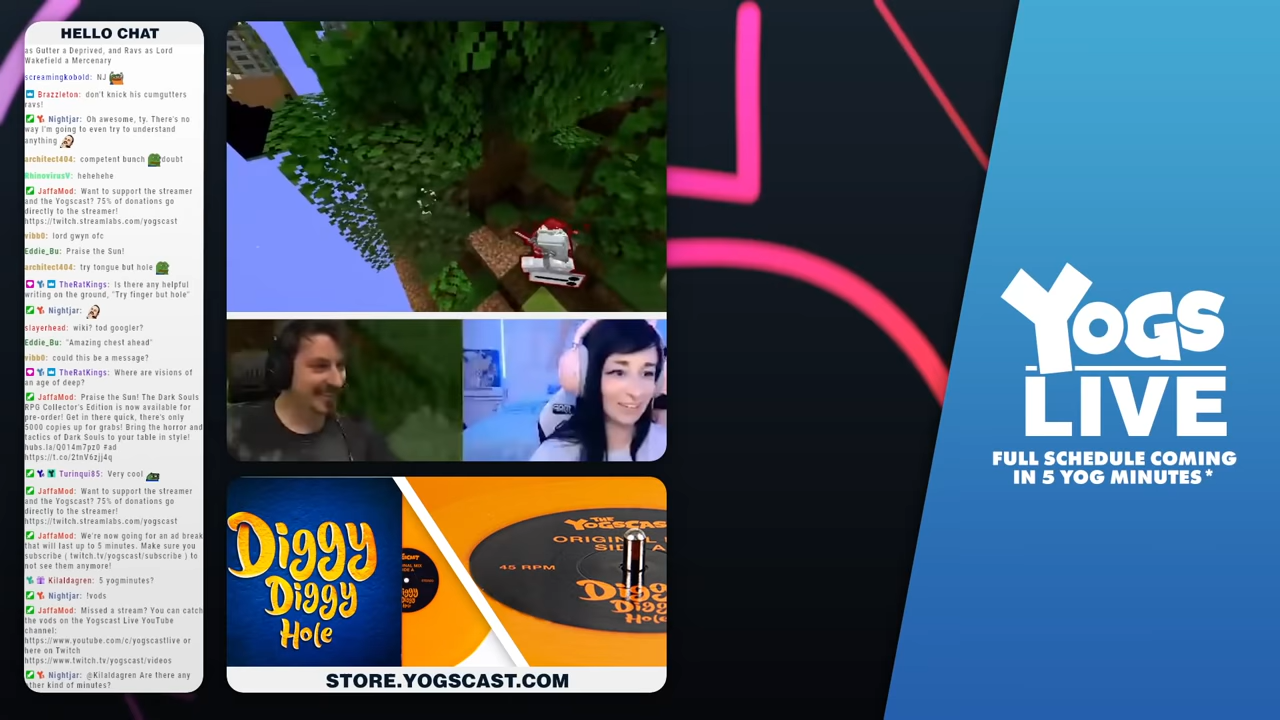 HELLO CHAT
as Gutter a Deprived, and Ravs as Lord
Wakefield a Mercenary
screamingkobold: NJ
Brazzleton: don't knick his cumgutters
ravs!
Nightjar: Oh awesome, ty. There's no
way I'm going to even try to understand
anything
architect404: competent bunch doubt
RhinovirusV: hehehehe
JaffaMod: Want to support the streamer
and the Yogscast? 75% of donations go
directly to the streamer!
https://twitch.streamlabs.com/yogscast
vibb0: lord gwyn ofc
Eddie_Bu: Praise the Sun!
architect404: try tongue but hole
TheRatKings: Is there any helpful
writing on the ground, "Try finger but hole"
Nightjar:
slayerhead: wiki? tod googler?
Eddie_Bu: "Amazing chest ahead"
vibb0: could this be a message?
TheRatKings: Where are visions of
an age of deep?
JaffaMod: Praise the Sun! The Dark Souls
RPG Collector's Edition is now available for
pre-order! Get in there quick, there's only
5000 copies up for grabs! Bring the horror and
tactics of Dark Souls to your table in style!
hubs.la/Q014m7pz0 #ad
https://t.co/2tnV6zjj4q
Turinqui85: Very cool
JaffaMod: Want to support the streamer
and the Yogscast? 75% of donations go
directly to the streamer!
https://twitch.streamlabs.com/yogscast
JaffaMod: We're now going for an ad break
that will last up to 5 minutes. Make sure you
subscribe ( twitch.tv/yogscast/subscribe ) to
not see them anymore!
Kilaldagren: 5 yogminutes?
Nightjar: !vods
JaffaMod: Missed a stream? You can catch
the vods on the Yogscast Live YouTube
channel:
https://www.youtube.com/c/yogscastlive or
here on Twitch
https://www.twitch.tv/yogscast/videos
Nightjar: @Kilaldagren Are there any
other kind of minutes?
DIGGY
DIGGY
HOLE
THE
YOGSCAST
ORIGINAL
SIDE A
45 RPM
DIGGY
DIGGY
HOLE
STORE.YOGSCAST.COM
YOGS
LIVE
FULL SCHEDULE COMING
IN 5 YOG MINUTES*